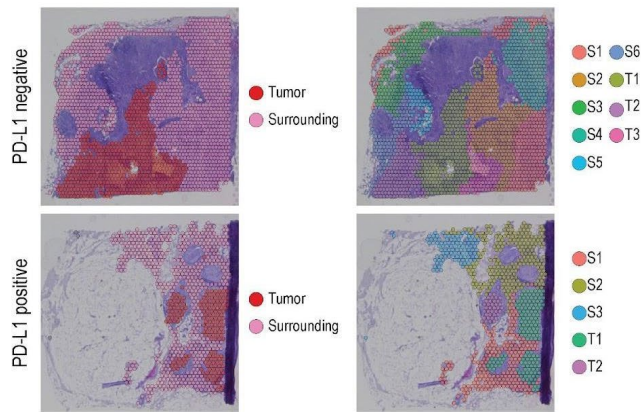 PD-L1 negative
Tumor
Surrounding
S1
S2
S3
S4
S5
S6
T1
T2
T3
PD-L1 positive
Tumor
Surrounding
S1
S2
S3
T1
T2